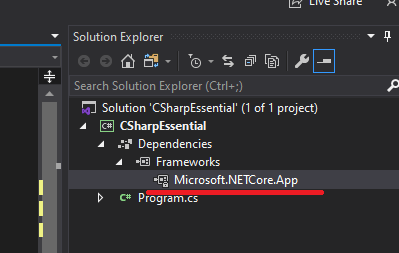 Live Share
Solution Explorer
Search Solution Explorer (Ctrl+;)
Solution 'CSharpEssential' (1 of 1 project)
C# CSharpEssential
Dependencies
Frameworks
Microsoft.NETCore.App
Program.cs